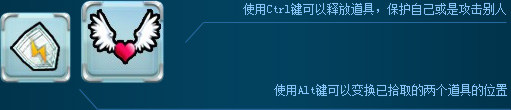 使用Ctrl键可以释放道具，保护自己或是攻击别人
使用Alt键可以变换已拾取的两个道具的位置